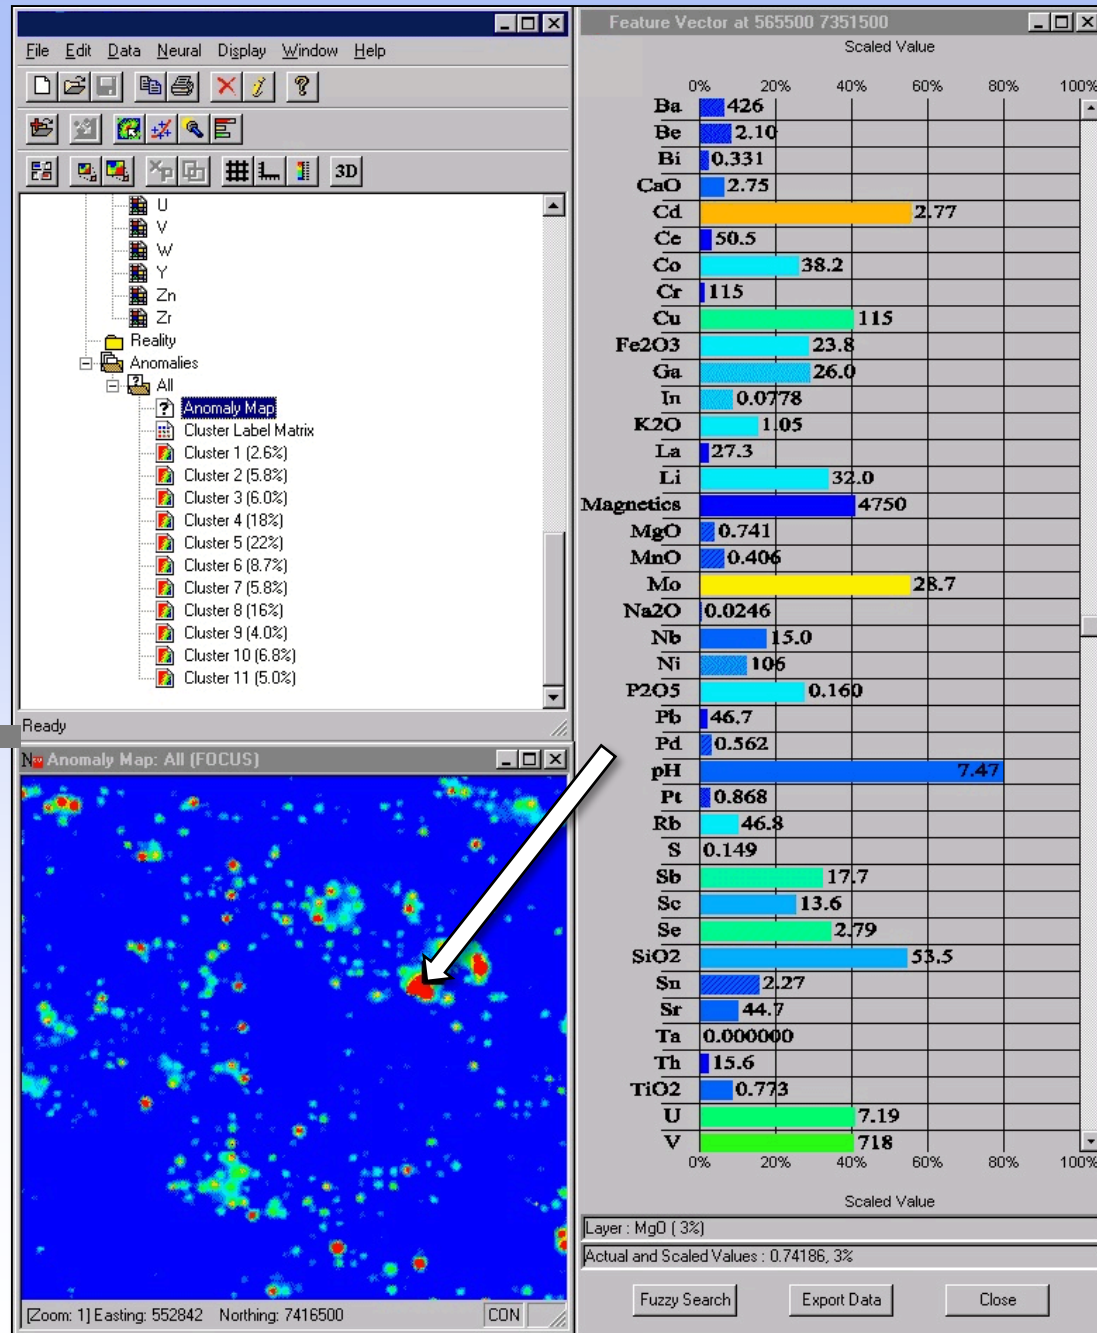 File Edit Data Neural Display Window Help
3D
U
V
W
Y
Zn
Zr
Reality
Anomalies
All
Anomaly Map
Cluster Label Matrix
Cluster 1 (2.6%)
Cluster 2 (5.8%)
Cluster 3 (6.0%)
Cluster 4 (18%)
Cluster 5 (22%)
Cluster 6 (8.7%)
Cluster 7 (5.8%)
Cluster 8 (16%)
Cluster 9 (4.0%)
Cluster 10 (6.8%)
Cluster 11 (5.0%)
Ready
Anomaly Map: All (FOCUS)
[Zoom: 1] Easting: 552842 Northing: 7416500 CON
Feature Vector at 565500 7351500
Scaled Value
0% 20% 40% 60% 80% 100%
Ba 426
Be 2.10
Bi 0.331
CaO 2.75
Cd 2.77
Ce 50.5
Co 38.2
Cr 115
Cu 115
Fe2O3 23.8
Ga 26.0
In 0.0778
K2O 1.05
La 27.3
Li 32.0
Magnetics 4750
MgO 0.741
MnO 0.406
Mo 28.7
Na2O 0.0246
Nb 15.0
Ni 106
P2O5 0.160
Pb 46.7
Pd 0.562
pH 7.47
Pt 0.868
Rb 46.8
S 0.149
Sb 17.7
Sc 13.6
Se 2.79
SiO2 53.5
Sn 2.27
Sr 44.7
Ta 0.000000
Th 15.6
TiO2 0.773
U 7.19
V 718
0% 20% 40% 60% 80% 100%
Scaled Value
Layer : MgO ( 3%)
Actual and Scaled Values : 0.74186, 3%
Fuzzy Search Export Data Close